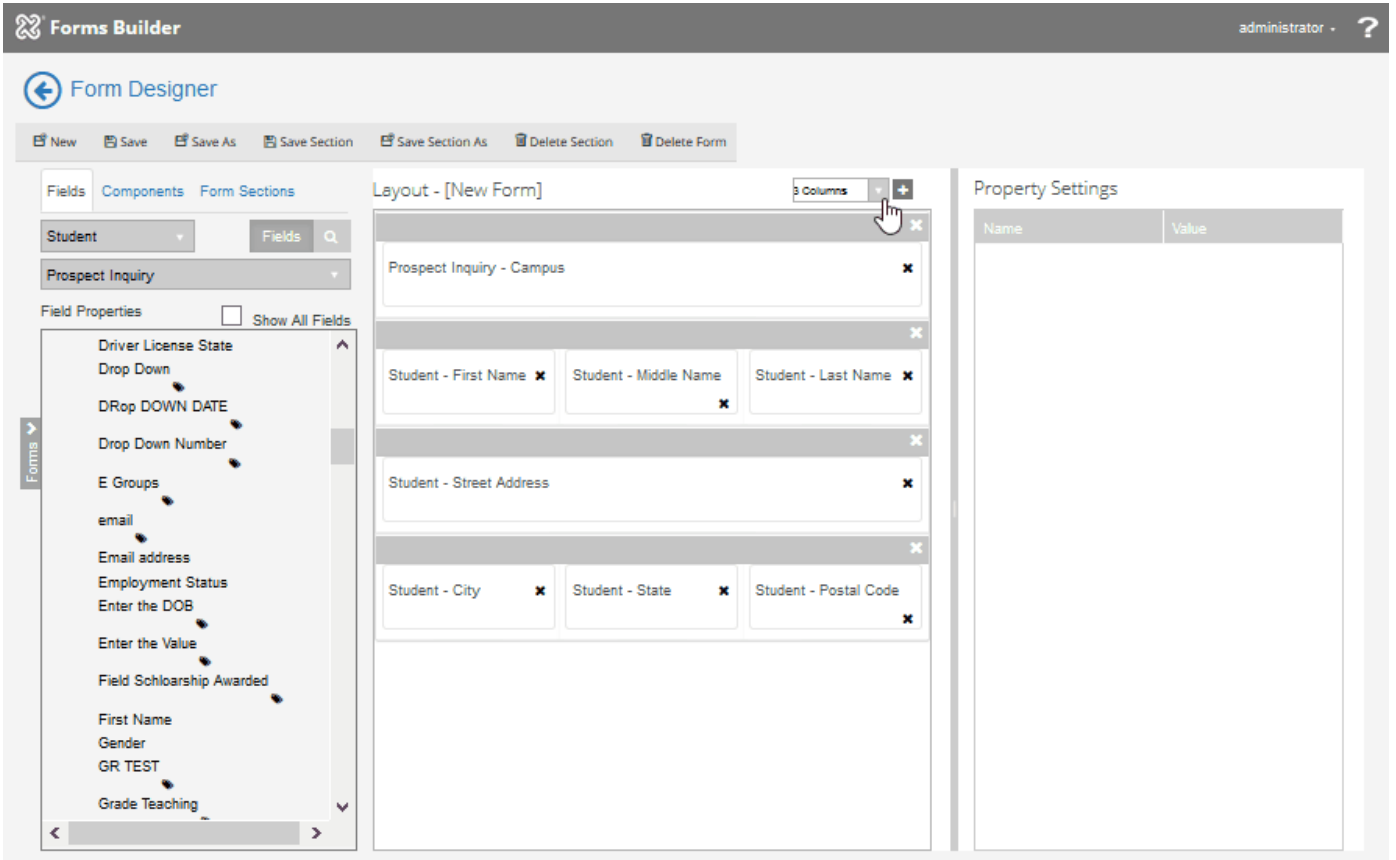 Forms Builder
administrator
?
Form Designer
New Save Save As Save Section Save Section As Delete Section Delete Form
Fields Components Form Sections
Student Fields
Prospect Inquiry
Field Properties Show All Fields
Driver License State
Drop Down
DRop DOWN DATE
Drop Down Number
E Groups
email
Email address
Employment Status
Enter the DOB
Enter the Value
Field Schloarship Awarded
First Name
Gender
GR TEST
Grade Teaching
Forms
Layout - [New Form] 3 Columns
Prospect Inquiry - Campus
Student - First Name Student - Middle Name Student - Last Name
Student - Street Address
Student - City Student - State Student - Postal Code
Property Settings
Name Value